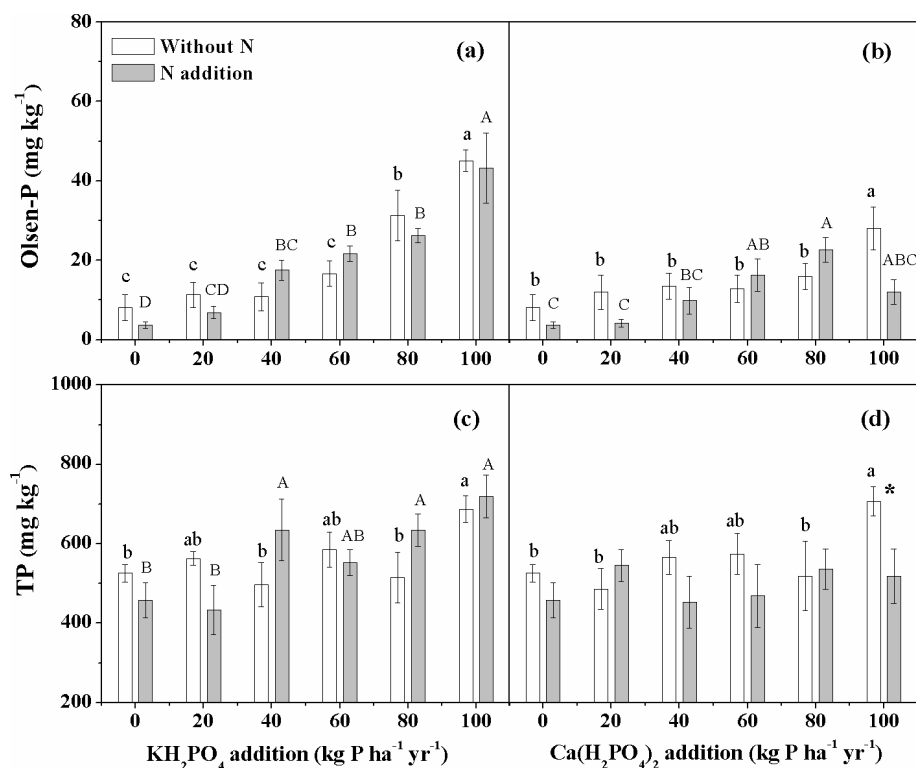 80
60
40
20
0
Olsen-P (mg kg⁻¹)
Without N
N addition
(a)
c D c CD c BC c B b B a A
0 20 40 60 80 100
(b)
b C b C b BC b AB b A a ABC
0 20 40 60 80 100
1000
800
600
400
200
TP (mg kg⁻¹)
(c)
b B ab B b A ab AB b A a A
0 20 40 60 80 100
KH₂PO₄ addition (kg P ha⁻¹ yr⁻¹)
(d)
b b ab ab b a *
0 20 40 60 80 100
Ca(H₂PO₄)₂ addition (kg P ha⁻¹ yr⁻¹)